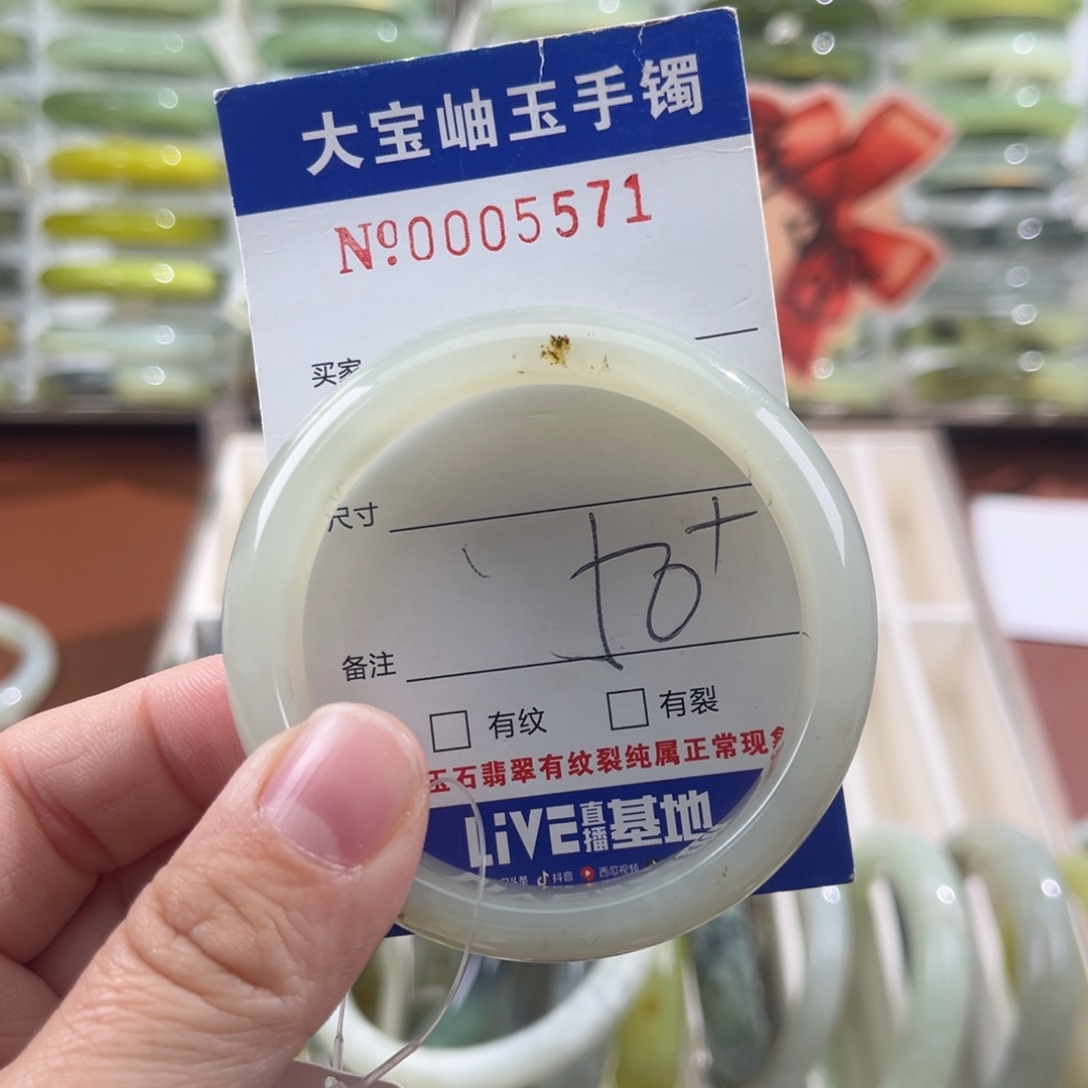 大宝岫玉手镯
№.0005571
买家
尺寸
备注
有纹 有裂
玉石翡翠有纹裂纯属正常现象
LiVE直播基地
抖音 西瓜视频